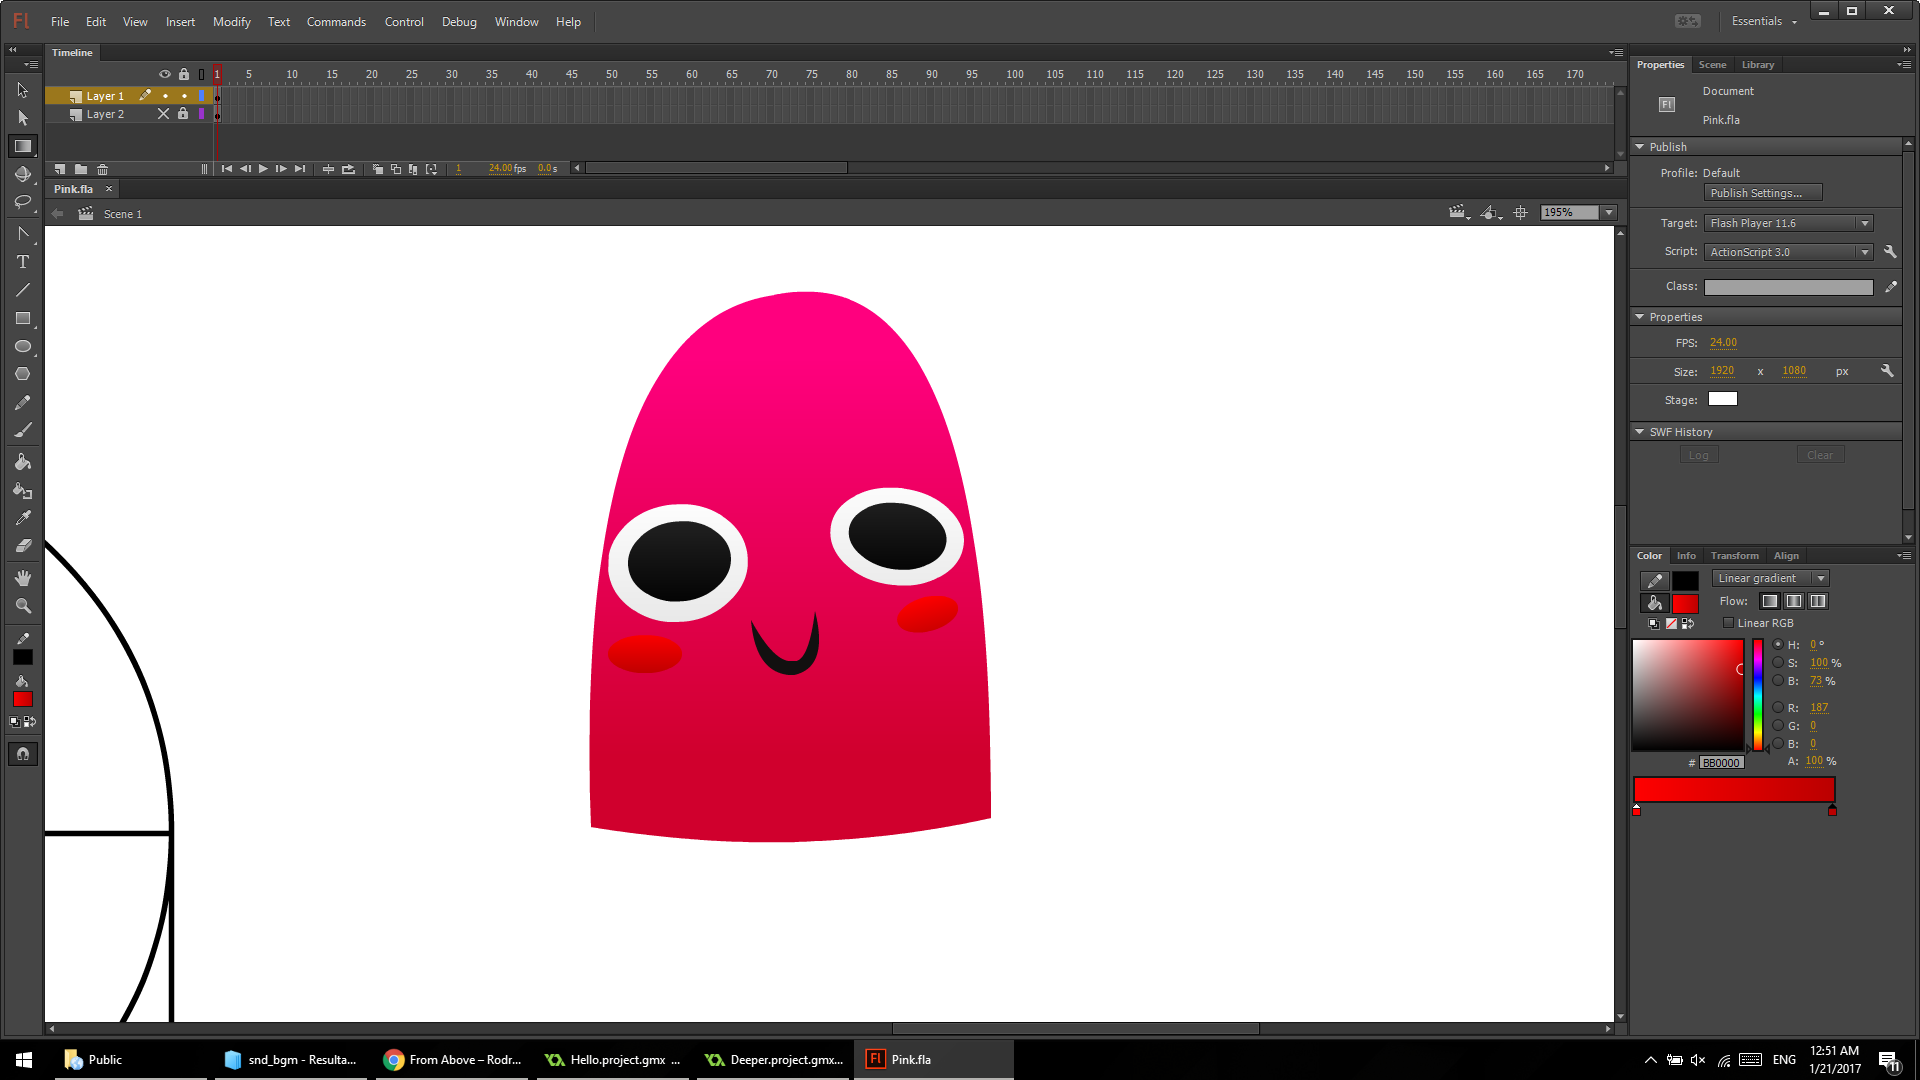 Fl File Edit View Insert Modify Text Commands Control Debug Window Help Essentials
Timeline
1 5 10 15 20 25 30 35 40 45 50 55 60 65 70 75 80 85 90 95 100 105 110 115 120 125 130 135 140 145 150 155 160 165 170
Layer 1
Layer 2
1 24.00 fps 0.0 s
Pink.fla ×
Scene 1
195%
Properties Scene Library
Document
Fl
Pink.fla
Publish
Profile: Default
Publish Settings...
Target: Flash Player 11.6
Script: ActionScript 3.0
Class:
Properties
FPS: 24.00
Size: 1920 x 1080 px
Stage:
SWF History
Log Clear
Color Info Transform Align
Linear gradient
Flow:
Linear RGB
H: 0 °
S: 100 %
B: 73 %
R: 187
G: 0
B: 0
# BB0000
A: 100 %
Public
snd_bgm - Resulta...
From Above – Rodr...
Hello.project.gmx ...
Deeper.project.gmx...
Fl Pink.fla
ENG
12:51 AM
1/21/2017
11